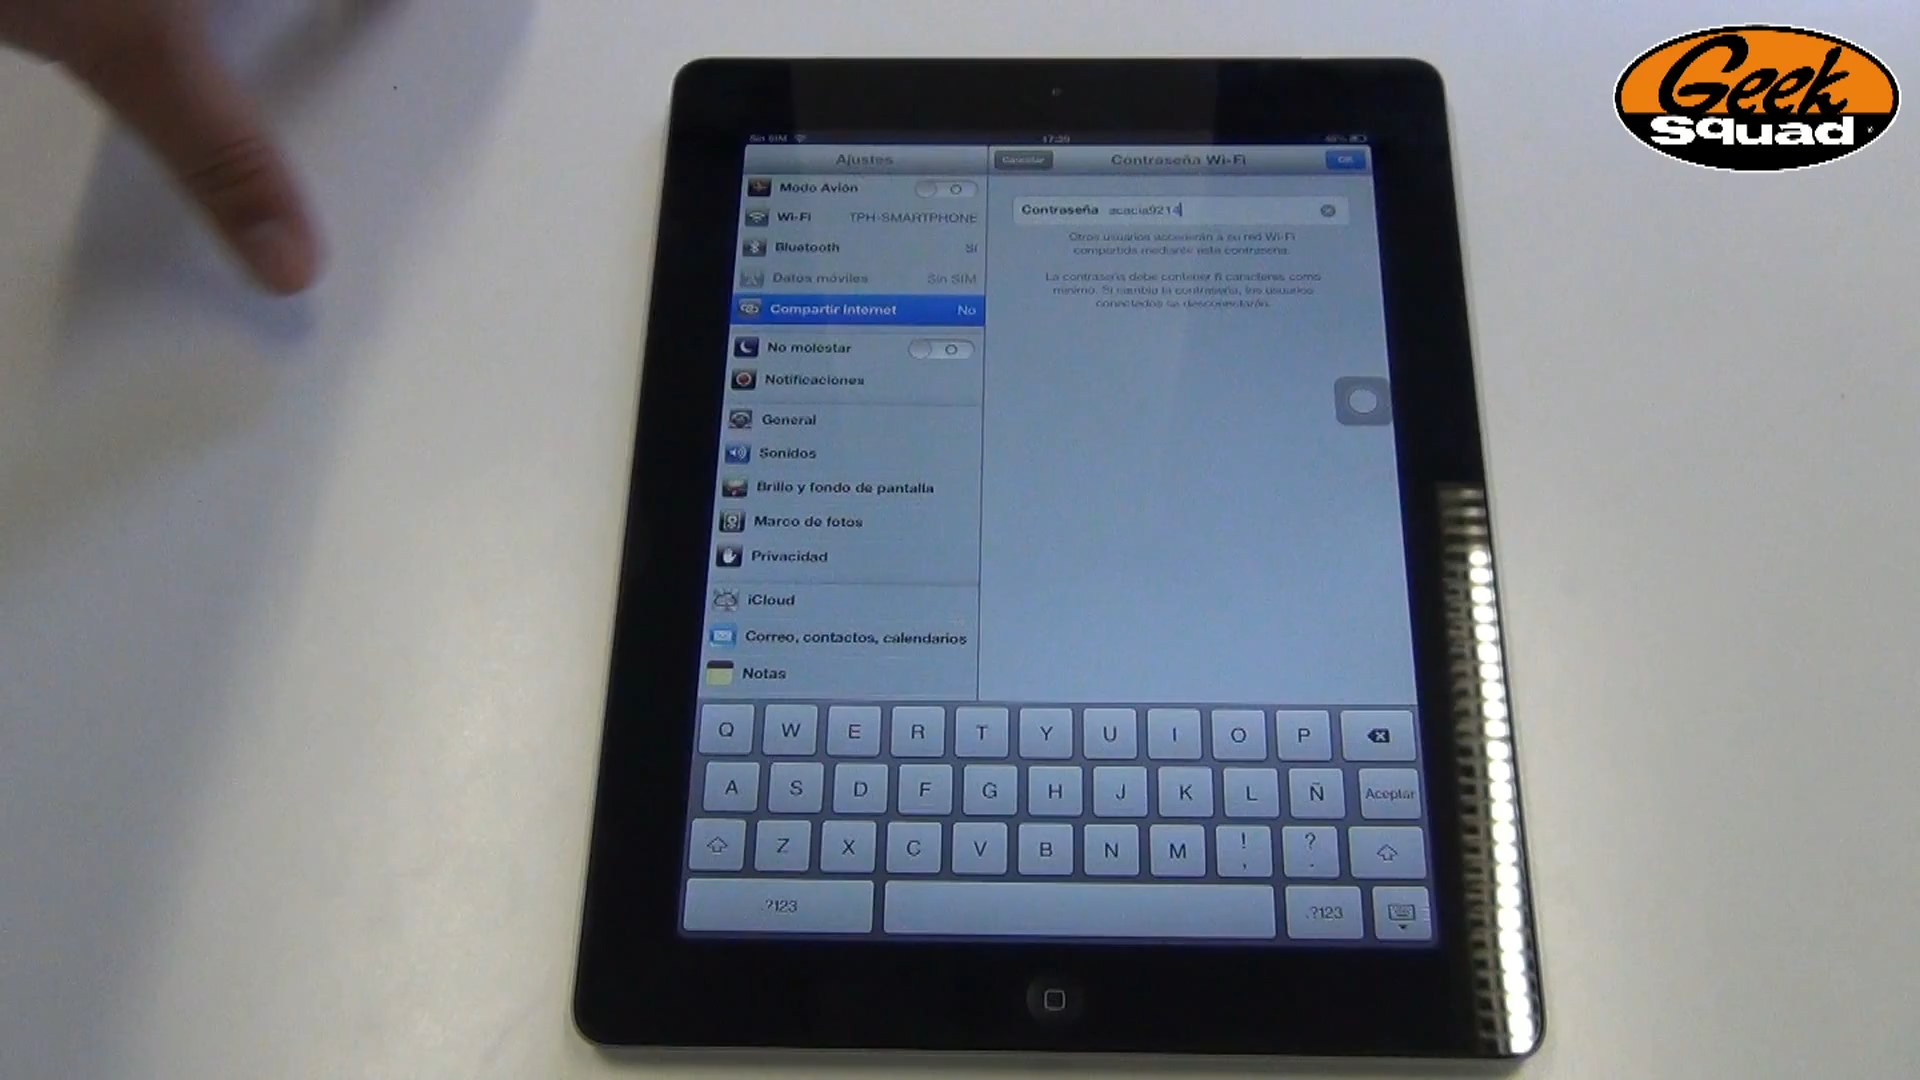 Geek
Squad
Sin SIM 17:39
Ajustes
Cancelar Contraseña Wi-Fi OK
Modo Avión
Wi-Fi TPH-SMARTPHONE
Bluetooth Sí
Datos móviles Sin SIM
Compartir Internet No
No molestar
Notificaciones
General
Sonidos
Brillo y fondo de pantalla
Marco de fotos
Privacidad
iCloud
Correo, contactos, calendarios
Notas
Contraseña acacia9214
Otros usuarios accederán a su red Wi-Fi
compartida mediante esta contraseña.
La contraseña debe contener 8 caracteres como
mínimo. Si cambia la contraseña, los usuarios
conectados se desconectarán.
Q W E R T Y U I O P
A S D F G H J K L Ñ Aceptar
Z X C V B N M ! , ? .
.?123 .?123